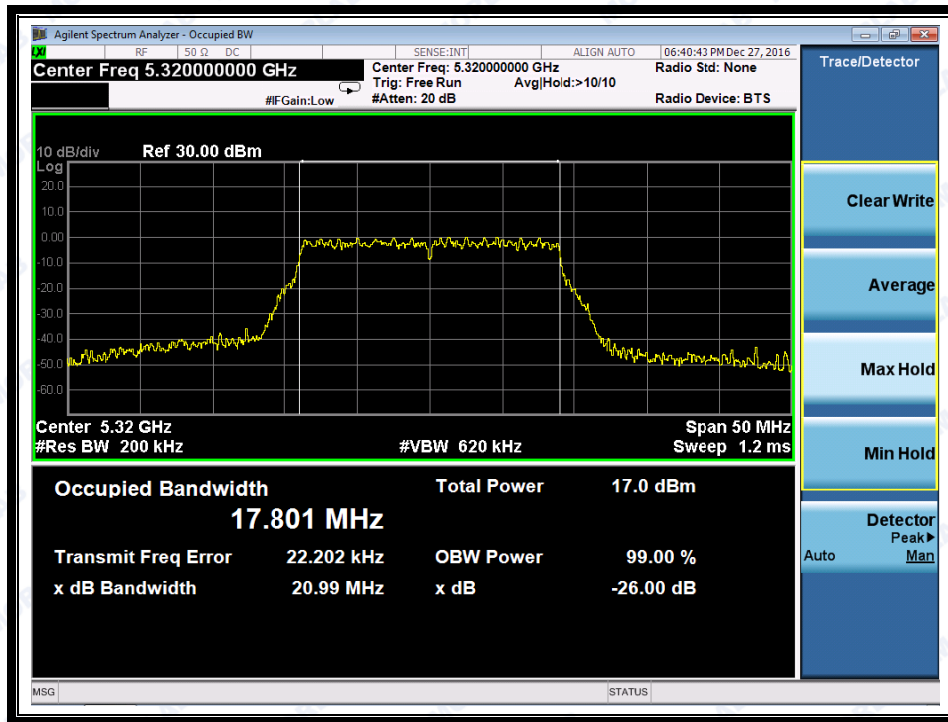 Agilent Spectrum Analyzer - Occupied BW
LXI RF 50 Ω DC SENSE:INT ALIGN AUTO 06:40:43 PM Dec 27, 2016
Center Freq 5.320000000 GHz
Center Freq: 5.320000000 GHz
Radio Std: None
Trig: Free Run Avg|Hold:>10/10
#IFGain:Low
#Atten: 20 dB
Radio Device: BTS
10 dB/div Ref 30.00 dBm
Log
20.0
10.0
0.00
-10.0
-20.0
-30.0
-40.0
-50.0
-60.0
Center 5.32 GHz Span 50 MHz
#Res BW 200 kHz #VBW 620 kHz Sweep 1.2 ms
Occupied Bandwidth Total Power 17.0 dBm
17.801 MHz
Transmit Freq Error 22.202 kHz OBW Power 99.00 %
x dB Bandwidth 20.99 MHz x dB -26.00 dB
MSG STATUS
Trace/Detector
Clear Write
Average
Max Hold
Min Hold
Detector
Peak▶
Auto Man